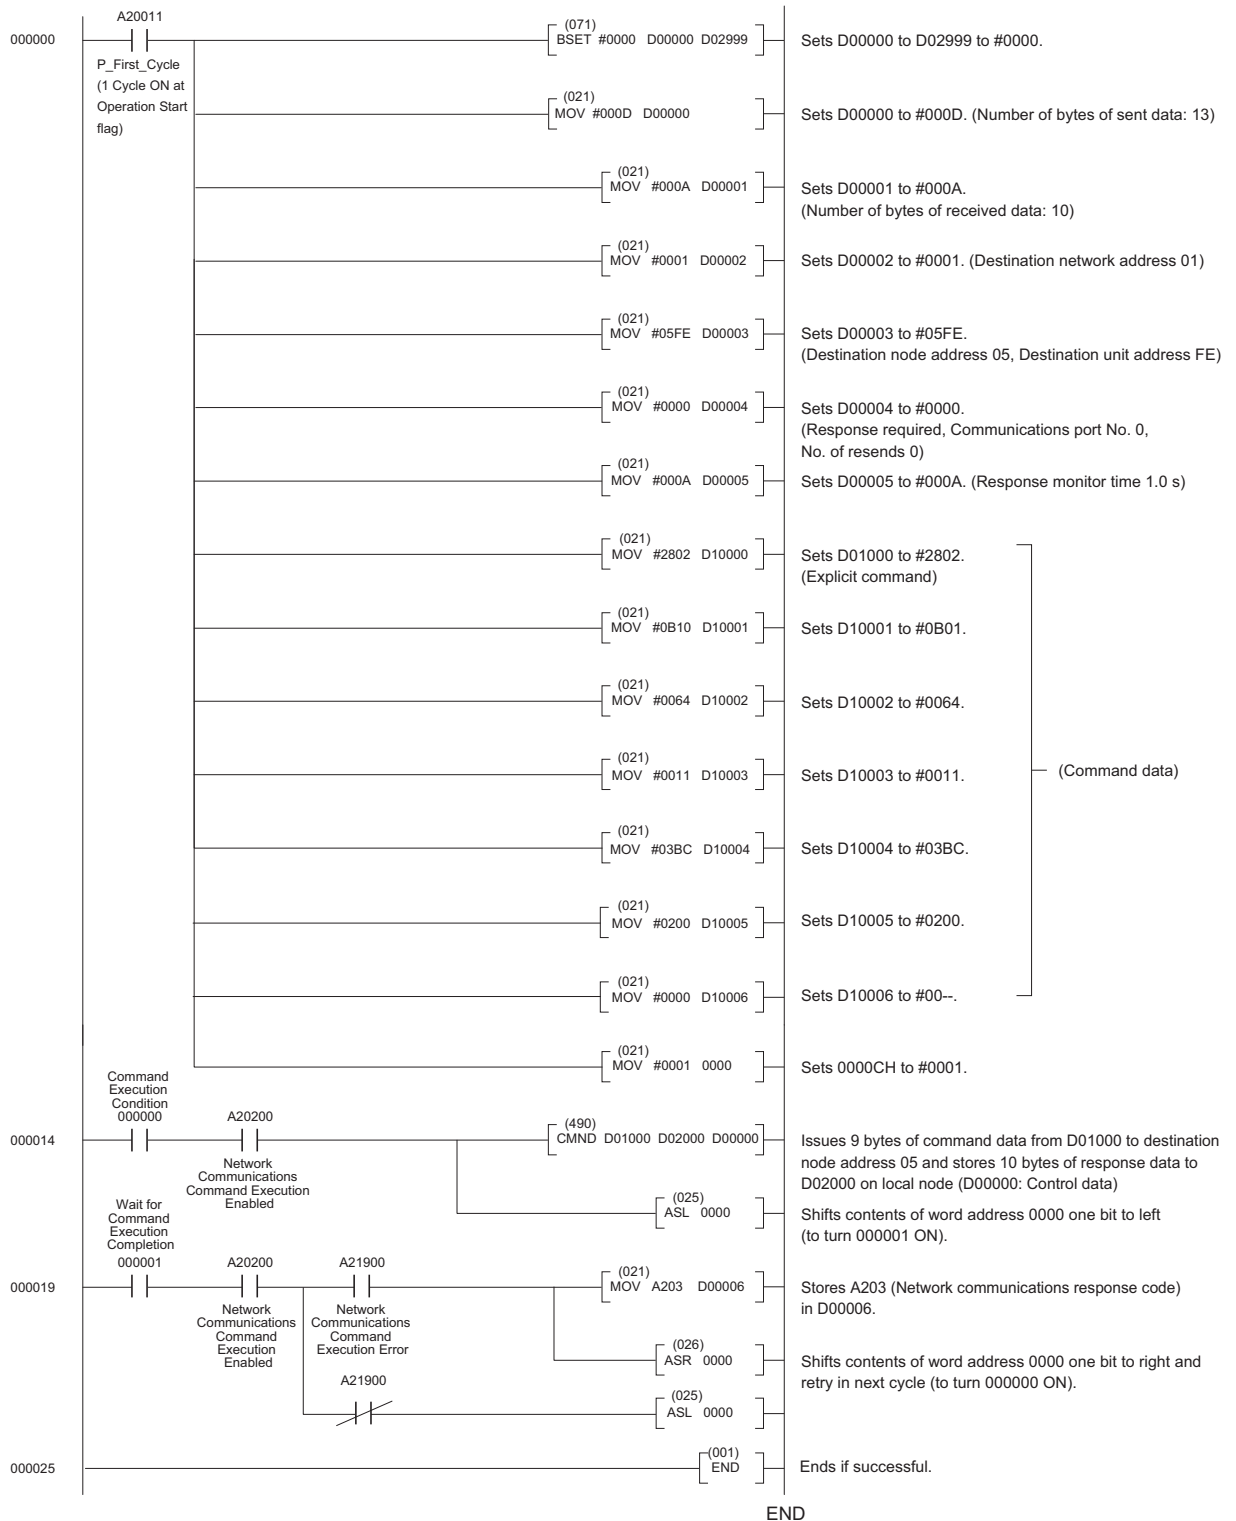 A20011
000000
P_First_Cycle
(1 Cycle ON at
Operation Start
flag)
(071)
BSET #0000 D00000 D02999
Sets D00000 to D02999 to #0000.
(021)
MOV #000D D00000
Sets D00000 to #000D. (Number of bytes of sent data: 13)
(021)
MOV #000A D00001
Sets D00001 to #000A.
(Number of bytes of received data: 10)
(021)
MOV #0001 D00002
Sets D00002 to #0001. (Destination network address 01)
(021)
MOV #05FE D00003
Sets D00003 to #05FE.
(Destination node address 05, Destination unit address FE)
(021)
MOV #0000 D00004
Sets D00004 to #0000.
(Response required, Communications port No. 0,
No. of resends 0)
(021)
MOV #000A D00005
Sets D00005 to #000A. (Response monitor time 1.0 s)
(021)
MOV #2802 D10000
Sets D01000 to #2802.
(Explicit command)
(021)
MOV #0B10 D10001
Sets D10001 to #0B01.
(021)
MOV #0064 D10002
Sets D10002 to #0064.
(021)
MOV #0011 D10003
Sets D10003 to #0011.
(Command data)
(021)
MOV #03BC D10004
Sets D10004 to #03BC.
(021)
MOV #0200 D10005
Sets D10005 to #0200.
(021)
MOV #0000 D10006
Sets D10006 to #00--.
(021)
MOV #0001 0000
Sets 0000CH to #0001.
Command
Execution
Condition
000000
A20200
000014
Network
Communications
Command Execution
Enabled
(490)
CMND D01000 D02000 D00000
Issues 9 bytes of command data from D01000 to destination
node address 05 and stores 10 bytes of response data to
D02000 on local node (D00000: Control data)
(025)
ASL 0000
Shifts contents of word address 0000 one bit to left
(to turn 000001 ON).
Wait for
Command
Execution
Completion
000001
A20200
A21900
000019
Network
Communications
Command
Execution
Enabled
Network
Communications
Command
Execution Error
(021)
MOV A203 D00006
Stores A203 (Network communications response code)
in D00006.
(026)
ASR 0000
Shifts contents of word address 0000 one bit to right and
retry in next cycle (to turn 000000 ON).
A21900
(025)
ASL 0000
000025
(001)
END
Ends if successful.
END